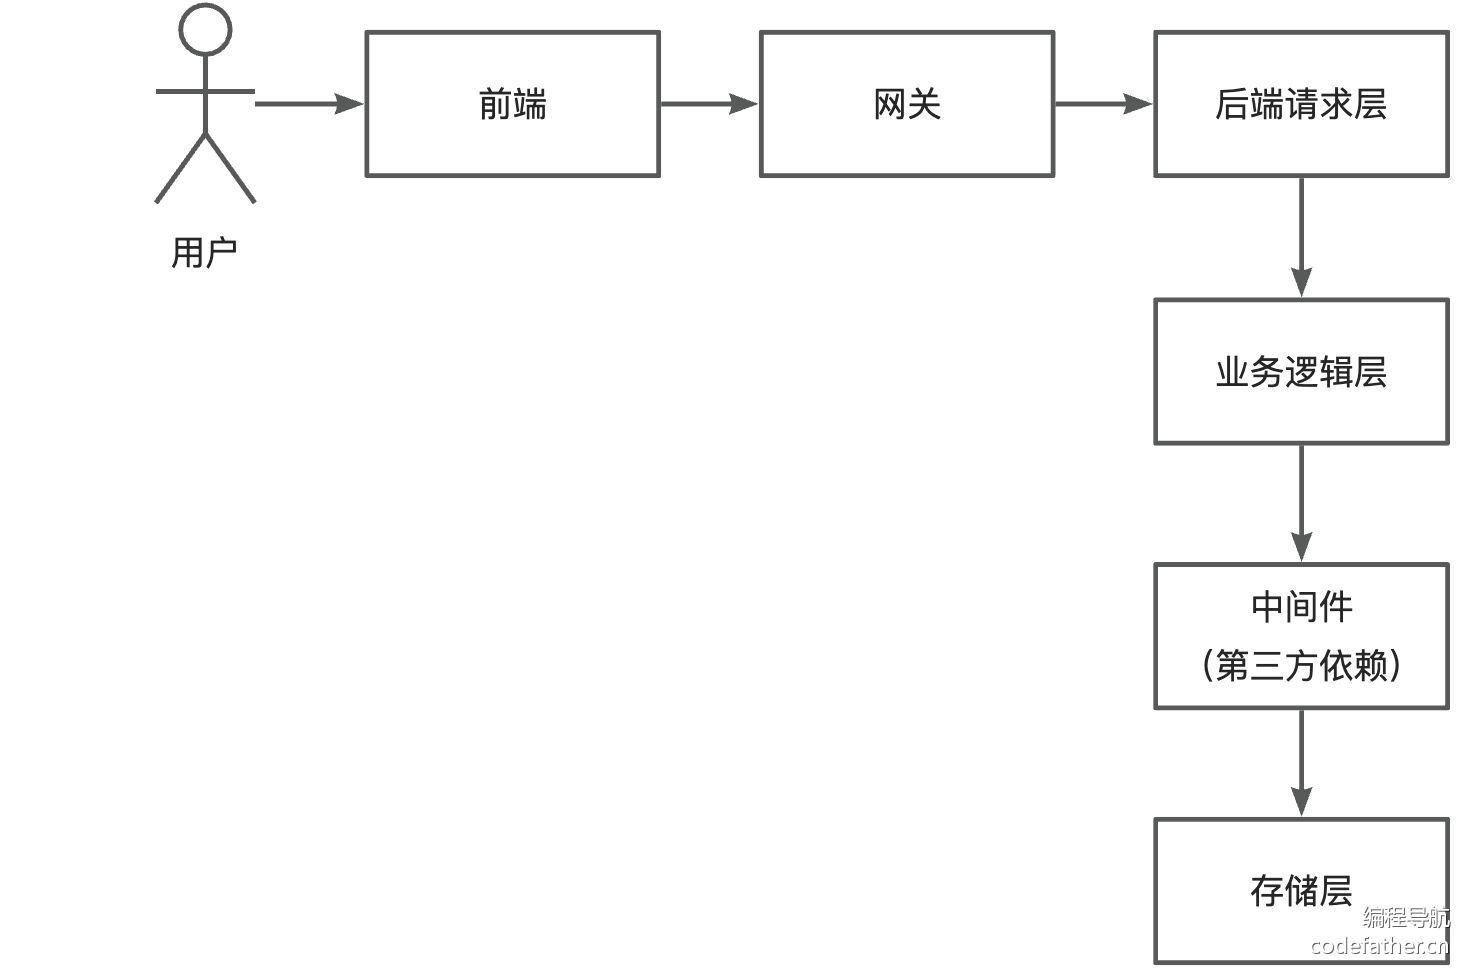 前端
网关
后端请求层
用户
业务逻辑层
中间件
(第三方依赖)
存储层
编程导航
codefather.cn